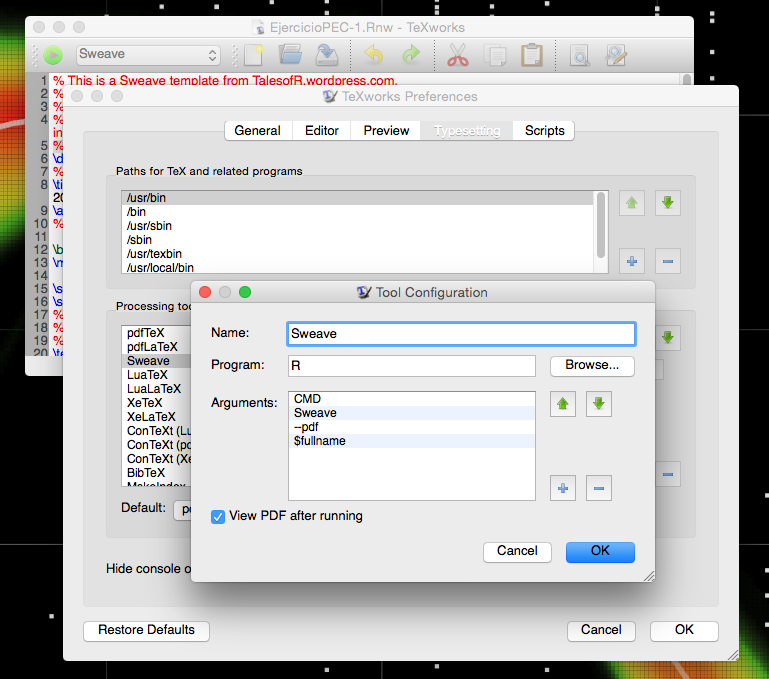 EjercicioPEC-1.Rnw - TeXworks
Sweave
1 % This is a Sweave template from TalesofR.wordpress.com.
2 %
3 %
4 %
in
5 %
6 \d
7 %
8 \ti
20
9 \a
10 %
11
12 \b
13 \m
14
15 \s
16 \s
17 %
18 %
19 %
20 \te
TeXworks Preferences
General Editor Preview Typesetting Scripts
Paths for TeX and related programs
/usr/bin
/bin
/usr/sbin
/sbin
/usr/texbin
/usr/local/bin
Processing too
pdfTeX
pdfLaTeX
Sweave
LuaTeX
LuaLaTeX
XeTeX
XeLaTeX
ConTeXt (Lu
ConTeXt (pd
ConTeXt (Xe
BibTeX
MakeIndex
Default:
Hide console o
Restore Defaults
Cancel OK
Tool Configuration
Name: Sweave
Program: R Browse...
Arguments: CMD
Sweave
--pdf
$fullname
View PDF after running
Cancel OK